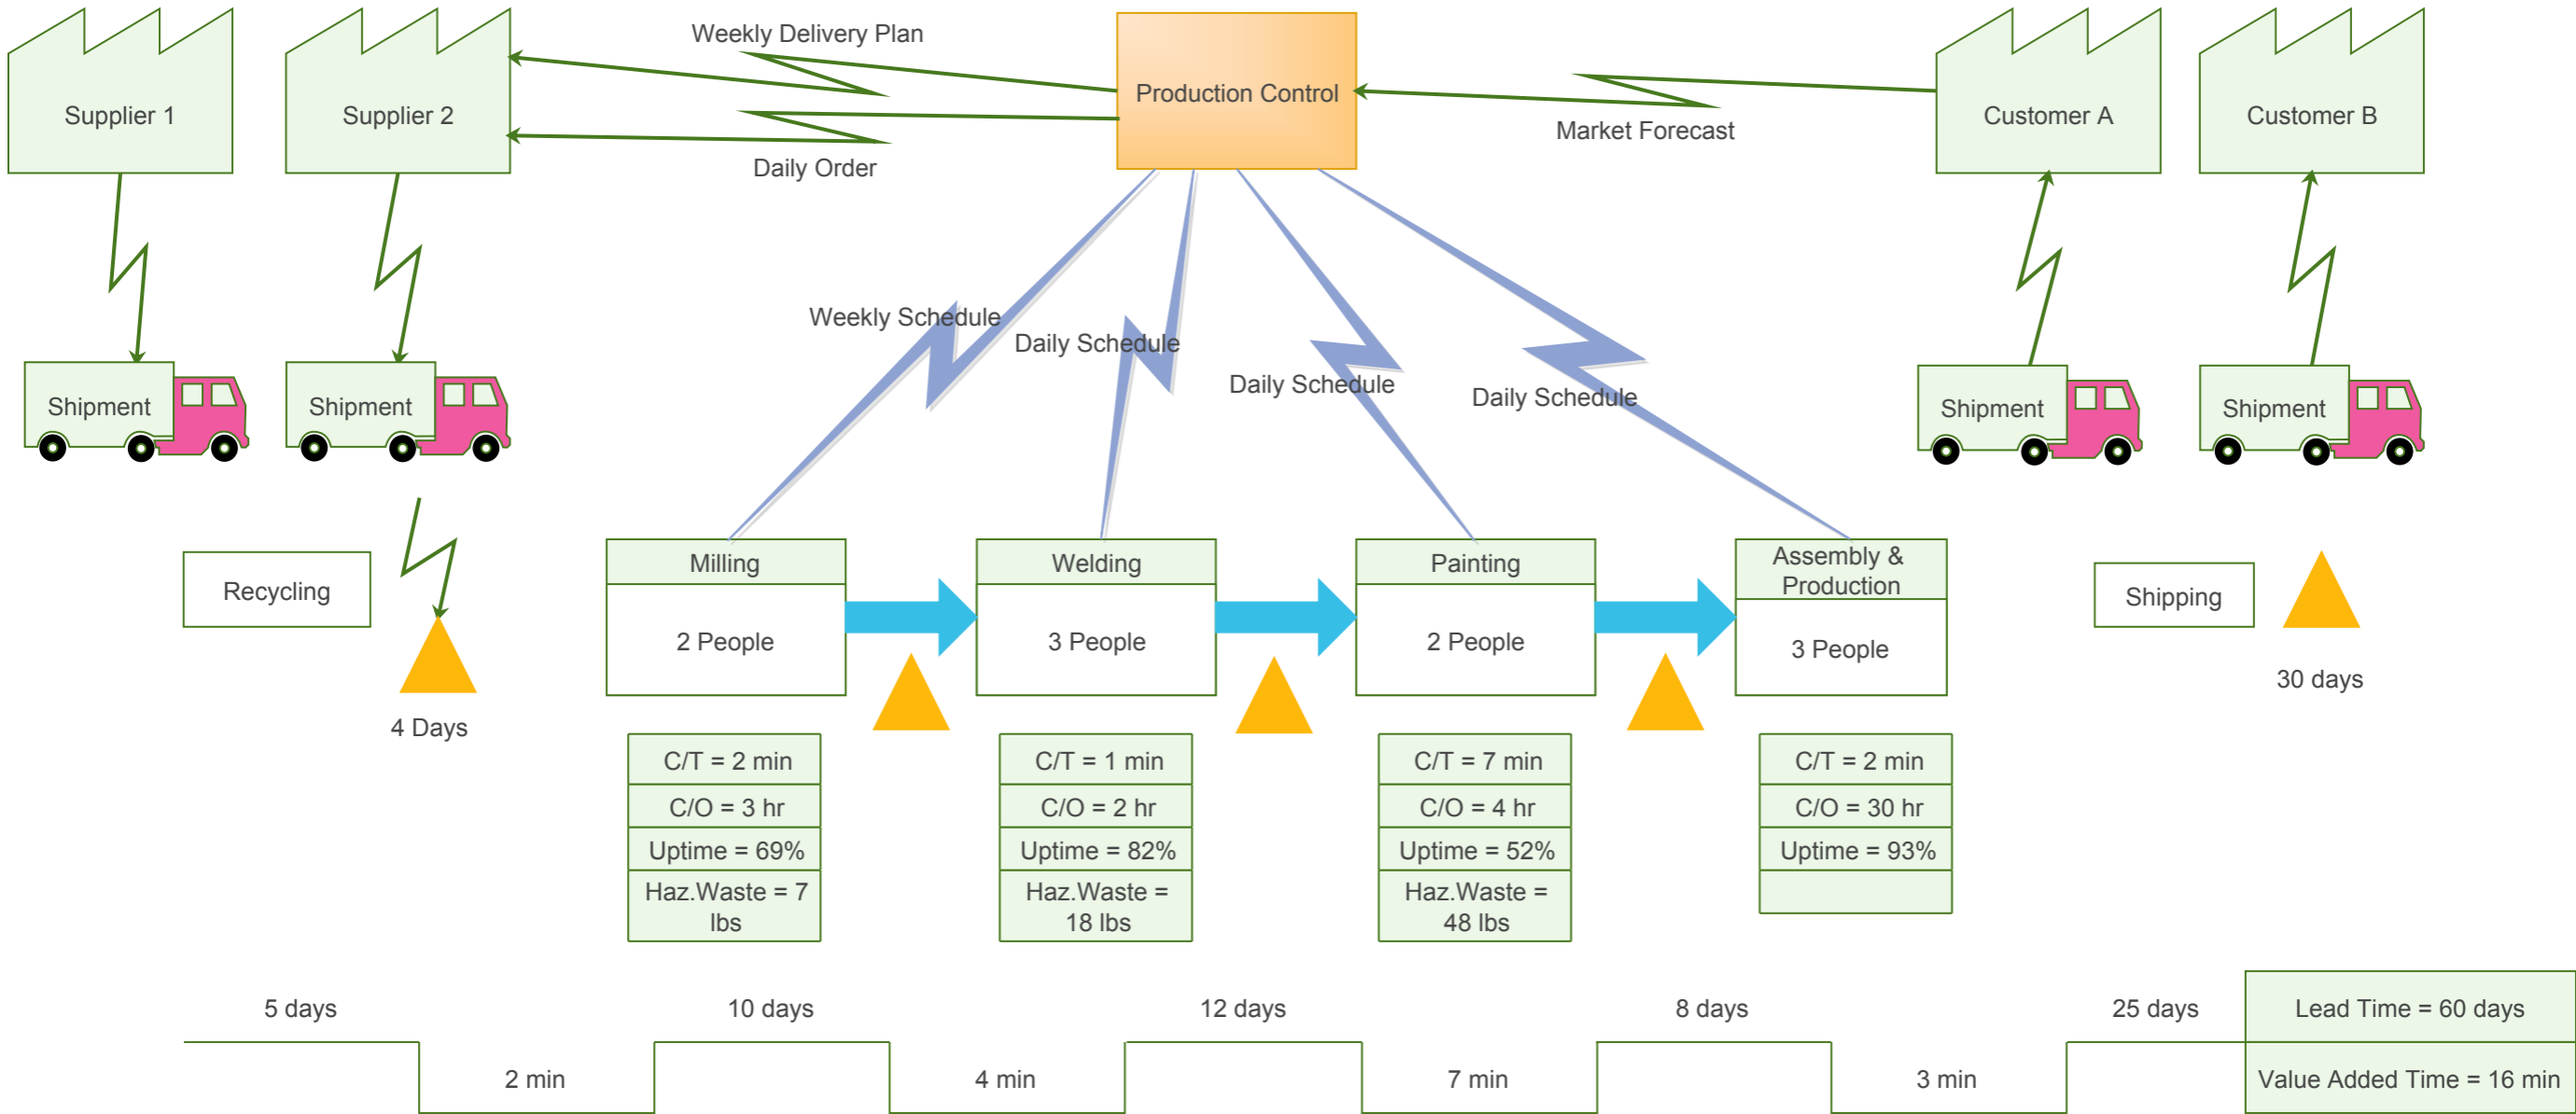 Weekly Delivery Plan
Supplier 1
Supplier 2
Production Control
Customer A
Customer B
Market Forecast
Daily Order
Weekly Schedule
Daily Schedule
Daily Schedule
Daily Schedule
Shipment
Shipment
Shipment
Shipment
Recycling
4 Days
Milling
2 People
Welding
3 People
Painting
2 People
Assembly &
Production
3 People
Shipping
30 days
C/T = 2 min
C/O = 3 hr
Uptime = 69%
Haz.Waste = 7
lbs
C/T = 1 min
C/O = 2 hr
Uptime = 82%
Haz.Waste =
18 lbs
C/T = 7 min
C/O = 4 hr
Uptime = 52%
Haz.Waste =
48 lbs
C/T = 2 min
C/O = 30 hr
Uptime = 93%
5 days
10 days
12 days
8 days
25 days
Lead Time = 60 days
2 min
4 min
7 min
3 min
Value Added Time = 16 min